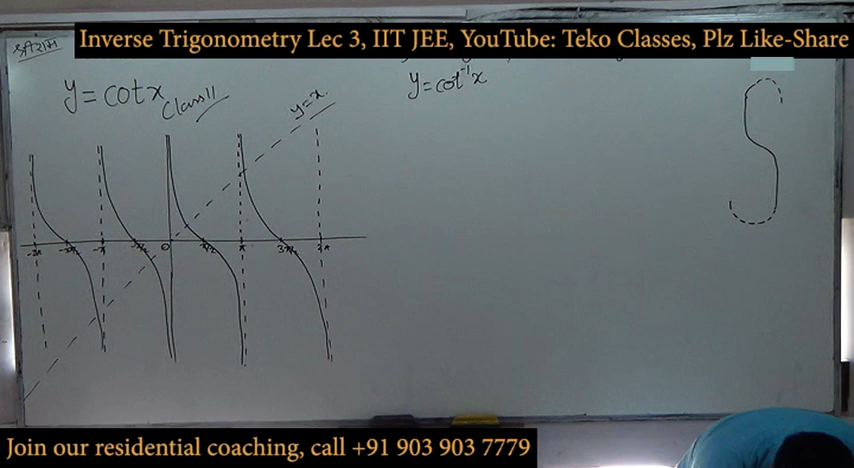 श्रीराम
Inverse Trigonometry Lec 3, IIT JEE, YouTube: Teko Classes, Plz Like-Share
y = cotx
Class 11
y = x.
y = cot⁻¹x
-2π -3π/2 -π -π/2 0 π/2 π 3π/2 2π
Join our residential coaching, call +91 903 903 7779